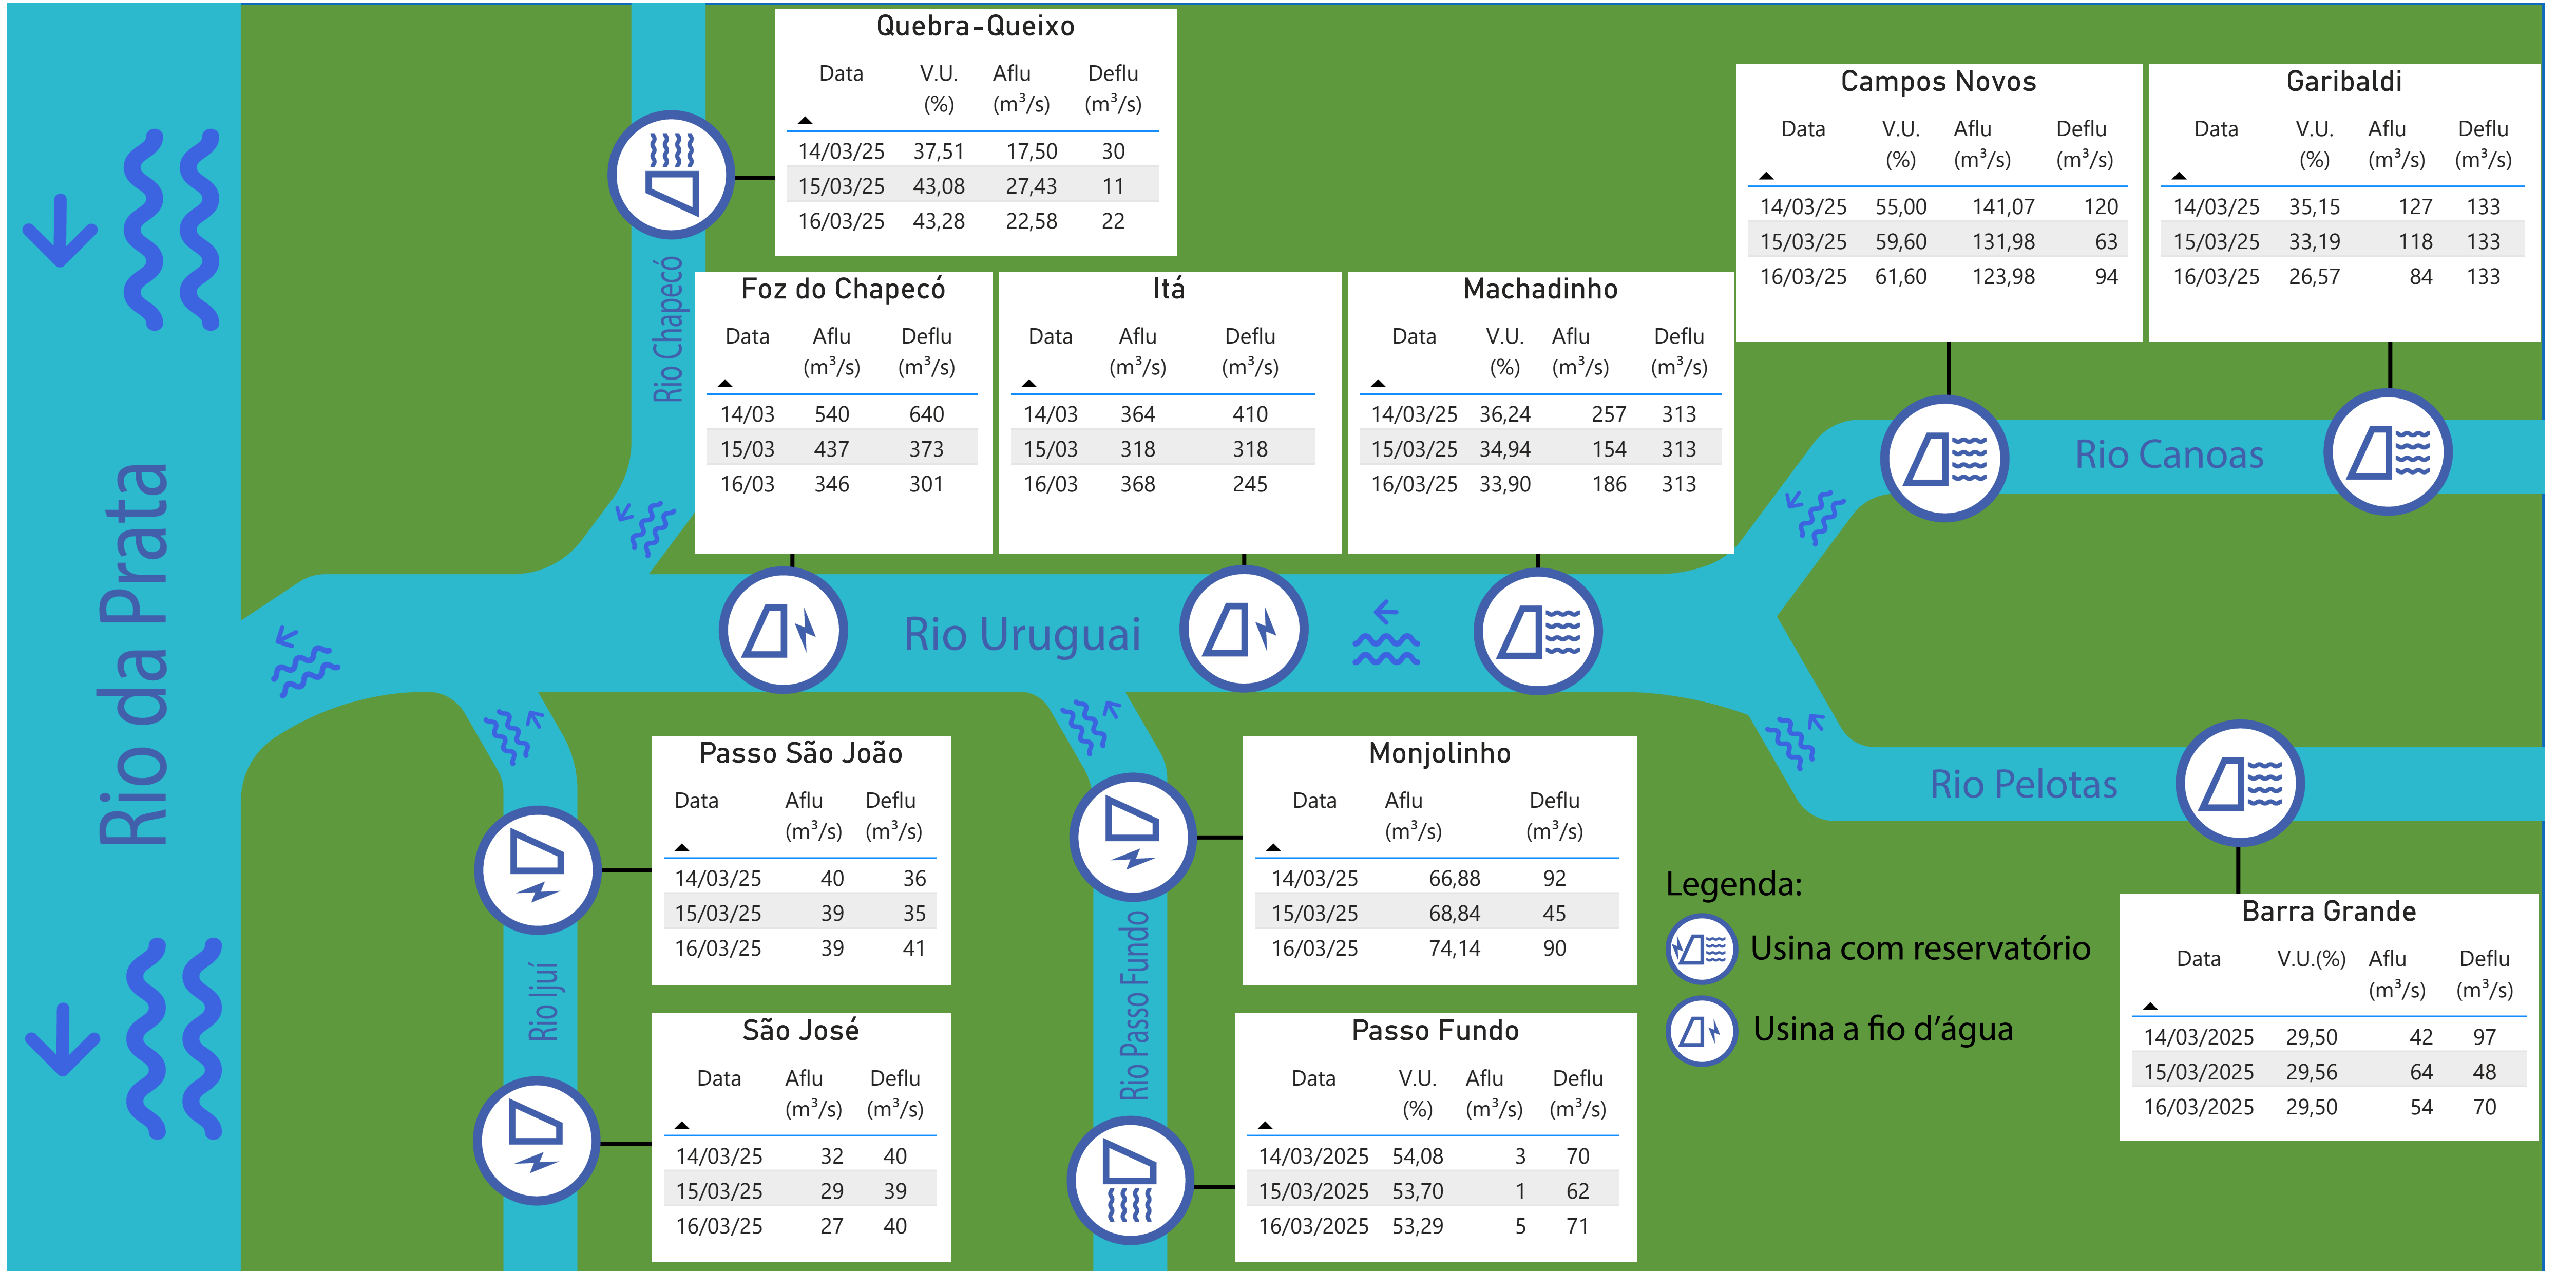 Quebra-Queixo
Data V.U. Aflu Deflu
(%) (m³/s) (m³/s)
14/03/25 37,51 17,50 30
15/03/25 43,08 27,43 11
16/03/25 43,28 22,58 22
Campos Novos
Data V.U. Aflu Deflu
(%) (m³/s) (m³/s)
14/03/25 55,00 141,07 120
15/03/25 59,60 131,98 63
16/03/25 61,60 123,98 94
Garibaldi
Data V.U. Aflu Deflu
(%) (m³/s) (m³/s)
14/03/25 35,15 127 133
15/03/25 33,19 118 133
16/03/25 26,57 84 133
Rio Chapecó
Foz do Chapecó
Data Aflu Deflu
(m³/s) (m³/s)
14/03 540 640
15/03 437 373
16/03 346 301
Itá
Data Aflu Deflu
(m³/s) (m³/s)
14/03 364 410
15/03 318 318
16/03 368 245
Machadinho
Data V.U. Aflu Deflu
(%) (m³/s) (m³/s)
14/03/25 36,24 257 313
15/03/25 34,94 154 313
16/03/25 33,90 186 313
Rio Canoas
Rio da Prata
Rio Uruguai
Rio Pelotas
Passo São João
Data Aflu Deflu
(m³/s) (m³/s)
14/03/25 40 36
15/03/25 39 35
16/03/25 39 41
Monjolinho
Data Aflu Deflu
(m³/s) (m³/s)
14/03/25 66,88 92
15/03/25 68,84 45
16/03/25 74,14 90
Legenda:
Usina com reservatório
Usina a fio d'água
Barra Grande
Data V.U.(%) Aflu Deflu
(m³/s) (m³/s)
14/03/2025 29,50 42 97
15/03/2025 29,56 64 48
16/03/2025 29,50 54 70
Rio Ijuí
Rio Passo Fundo
São José
Data Aflu Deflu
(m³/s) (m³/s)
14/03/25 32 40
15/03/25 29 39
16/03/25 27 40
Passo Fundo
Data V.U. Aflu Deflu
(%) (m³/s) (m³/s)
14/03/2025 54,08 3 70
15/03/2025 53,70 1 62
16/03/2025 53,29 5 71